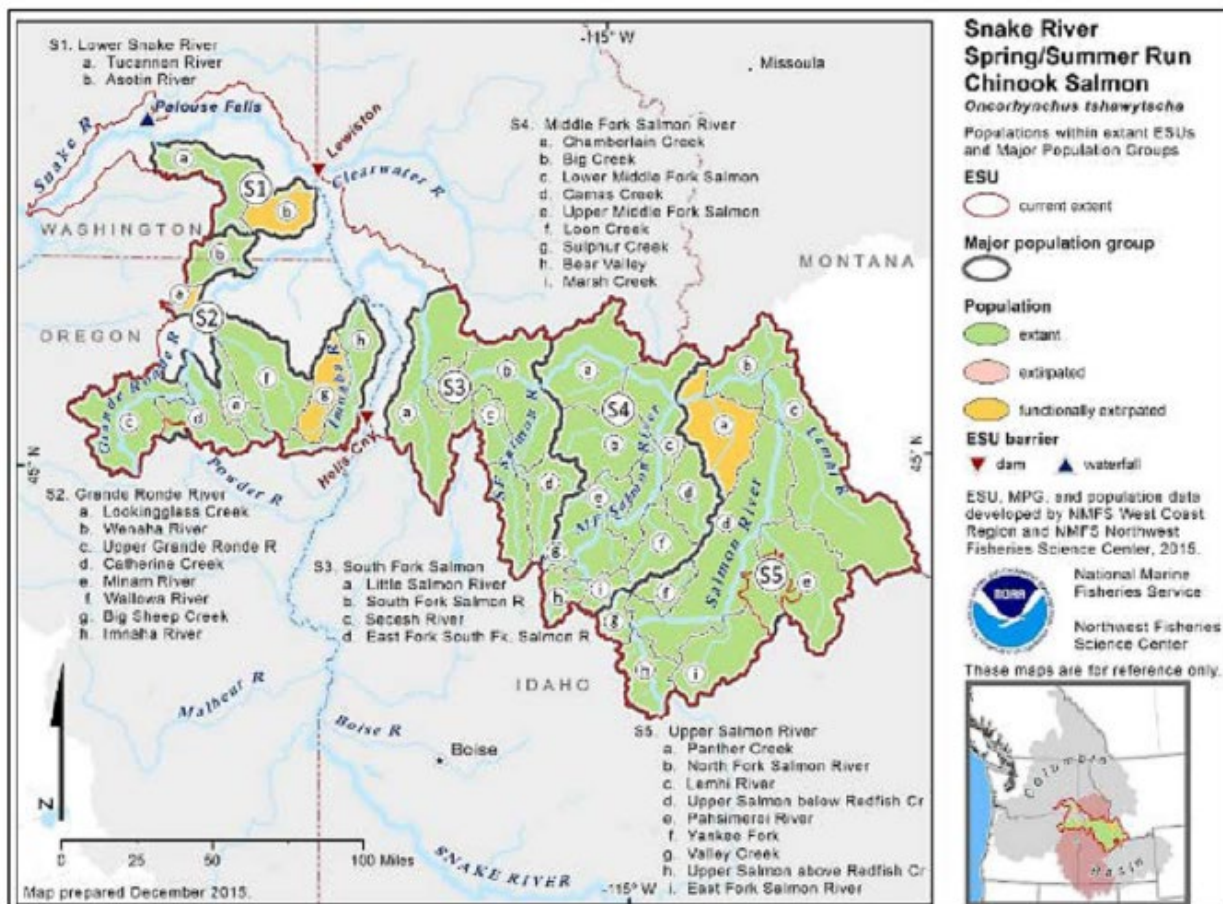 S1. Lower Snake River
a. Tucannon River
b. Asotin River
-115° W
Missoula
Snake R
Palouse Falls
Lewiston
Clearwater R
S4. Middle Fork Salmon River
a. Chamberlain Creek
b. Big Creek
c. Lower Middle Fork Salmon
d. Camas Creek
e. Upper Middle Fork Salmon
f. Loon Creek
g. Sulphur Creek
h. Bear Valley
i. Marsh Creek
WASHINGTON
OREGON
MONTANA
IDAHO
S1
a
b
S2
b
c
d
e
f
g
h
Grande Ronde R
Imnaha R
Hells Cny
Powder R
S3
a
b
c
d
SF Salmon R
S4
a
c
d
e
f
g
h
i
MF Salmon River
S5
a
b
c
d
e
f
g
h
i
Salmon River
Lemhi R
45° N
45° N
S2. Grande Ronde River
a. Lookingglass Creek
b. Wenaha River
c. Upper Grande Ronde R
d. Catherine Creek
e. Minam River
f. Wallowa River
g. Big Sheep Creek
h. Imnaha River
S3. South Fork Salmon
a. Little Salmon River
b. South Fork Salmon R
c. Secesh River
d. East Fork South Fk. Salmon R
Malheur R
Boise R
Boise
SNAKE RIVER
S5. Upper Salmon River
a. Panther Creek
b. North Fork Salmon River
c. Lemhi River
d. Upper Salmon below Redfish Cr
e. Pahsimeroi River
f. Yankee Fork
g. Valley Creek
h. Upper Salmon above Redfish Cr
i. East Fork Salmon River
-115° W
N
0 25 50 100 Miles
Map prepared December 2015.
Snake River
Spring/Summer Run
Chinook Salmon
Oncorhynchus tshawytscha
Populations within extant ESUs
and Major Population Groups
ESU
current extent
Major population group
Population
extant
extirpated
functionally extirpated
ESU barrier
dam waterfall
ESU, MPG, and population data
developed by NMFS West Coast
Region and NMFS Northwest
Fisheries Science Center, 2015.
NOAA
National Marine
Fisheries Service
Northwest Fisheries
Science Center
These maps are for reference only.
Columbia
Basin